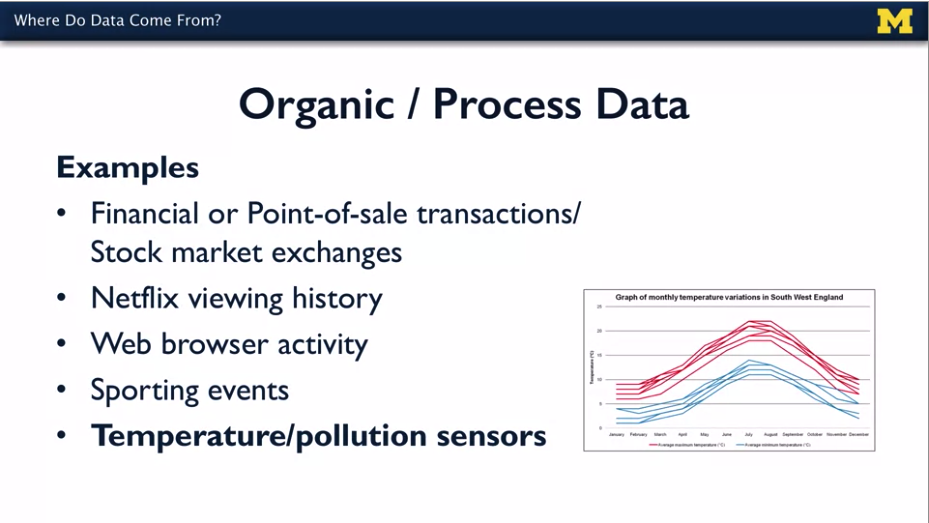 Where Do Data Come From?
M
Organic / Process Data
Examples
• Financial or Point-of-sale transactions/
Stock market exchanges
• Netflix viewing history
• Web browser activity
• Sporting events
• Temperature/pollution sensors
Graph of monthly temperature variations in South West England
Temperature (°C)
25
20
15
10
5
0
January February March April May June July August September October November December
Average maximum temperature (°C) Average minimum temperature (°C)